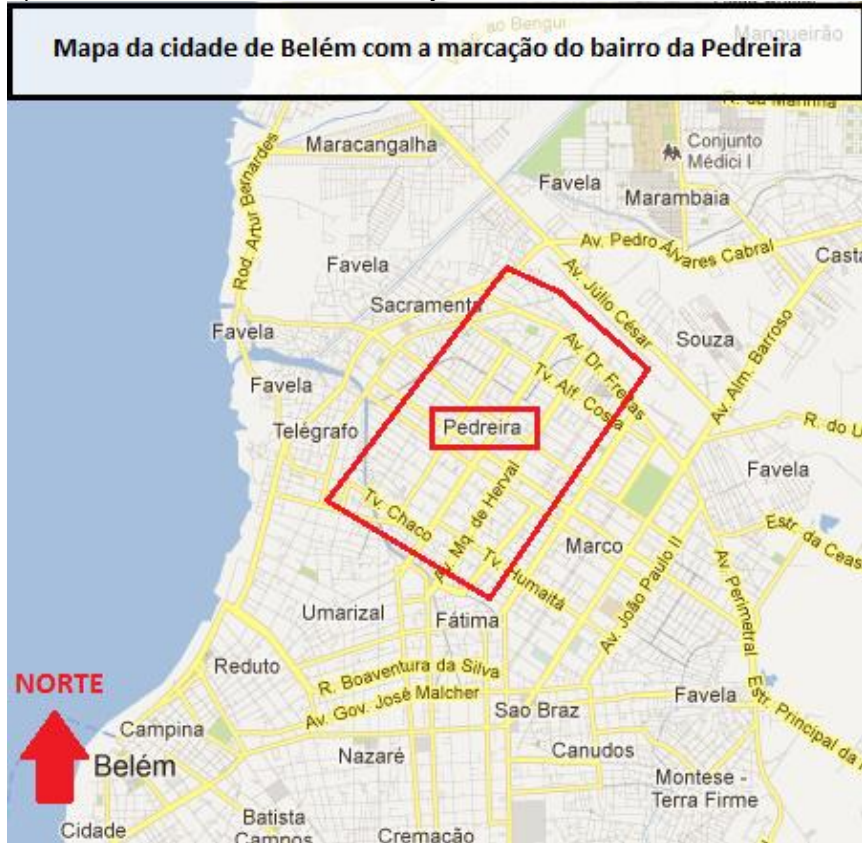 ao Bengui
Mangueirão
Mapa da cidade de Belém com a marcação do bairro da Pedreira
R. da Marinha
Maracangalha
Conjunto
Médici I
Rod. Artur Bernardes
Favela
Marambaia
Av. Pedro Álvares Cabral
Casta
Favela
Av. Júlio César
Sacramenta
Favela
Souza
Av. Dr. Freitas
Av. Alm. Barroso
Favela
Tv. Alf. Costa
Telégrafo
Pedreira
R. do U
Favela
Tv. Chaco
Av. Mq. de Herval
Estr. da Ceas
Marco
Tv. Humaitá
Av. João Paulo II
Av. Perimetral
Umarizal
Fátima
Reduto
R. Boaventura da Silva
NORTE
Av. Gov. José Malcher
Favela
Estr. Principal da
Sao Braz
Campina
Nazaré
Canudos
Belém
Montese -
Terra Firme
Batista
Campos
Cidade
Cremação